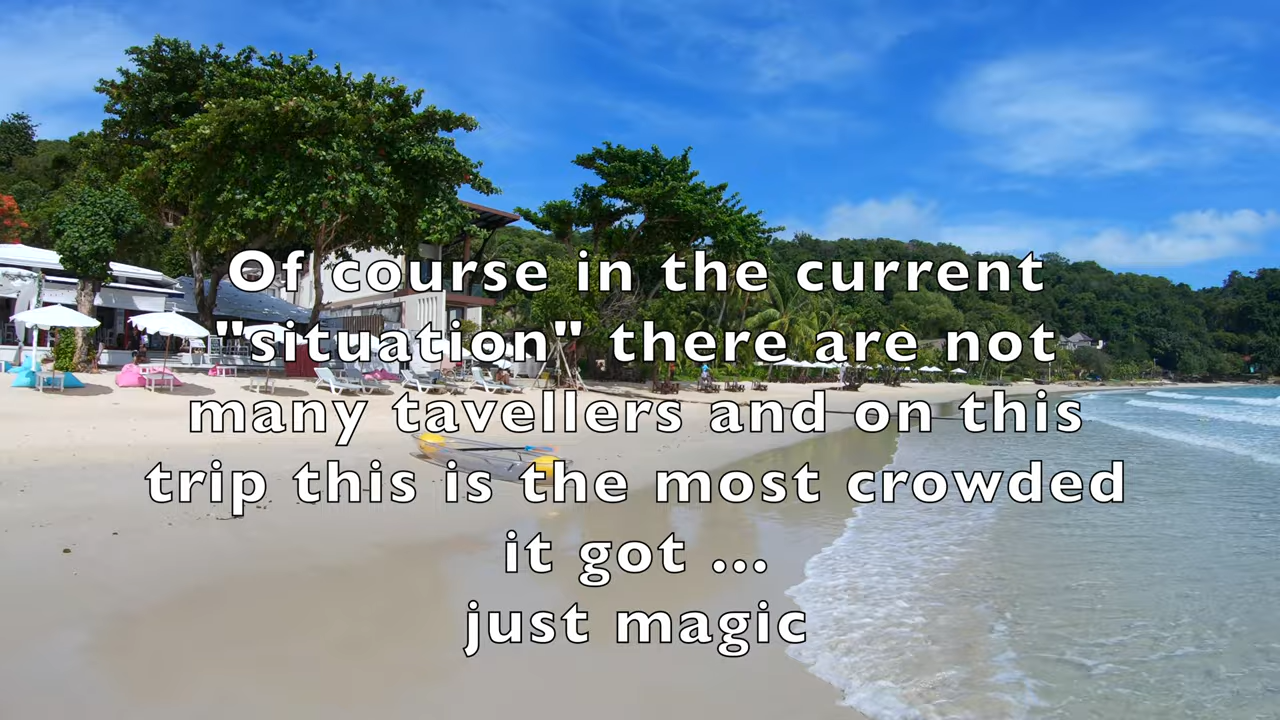 Of course in the current
"situation" there are not
many tavellers and on this
trip this is the most crowded
it got ...
just magic